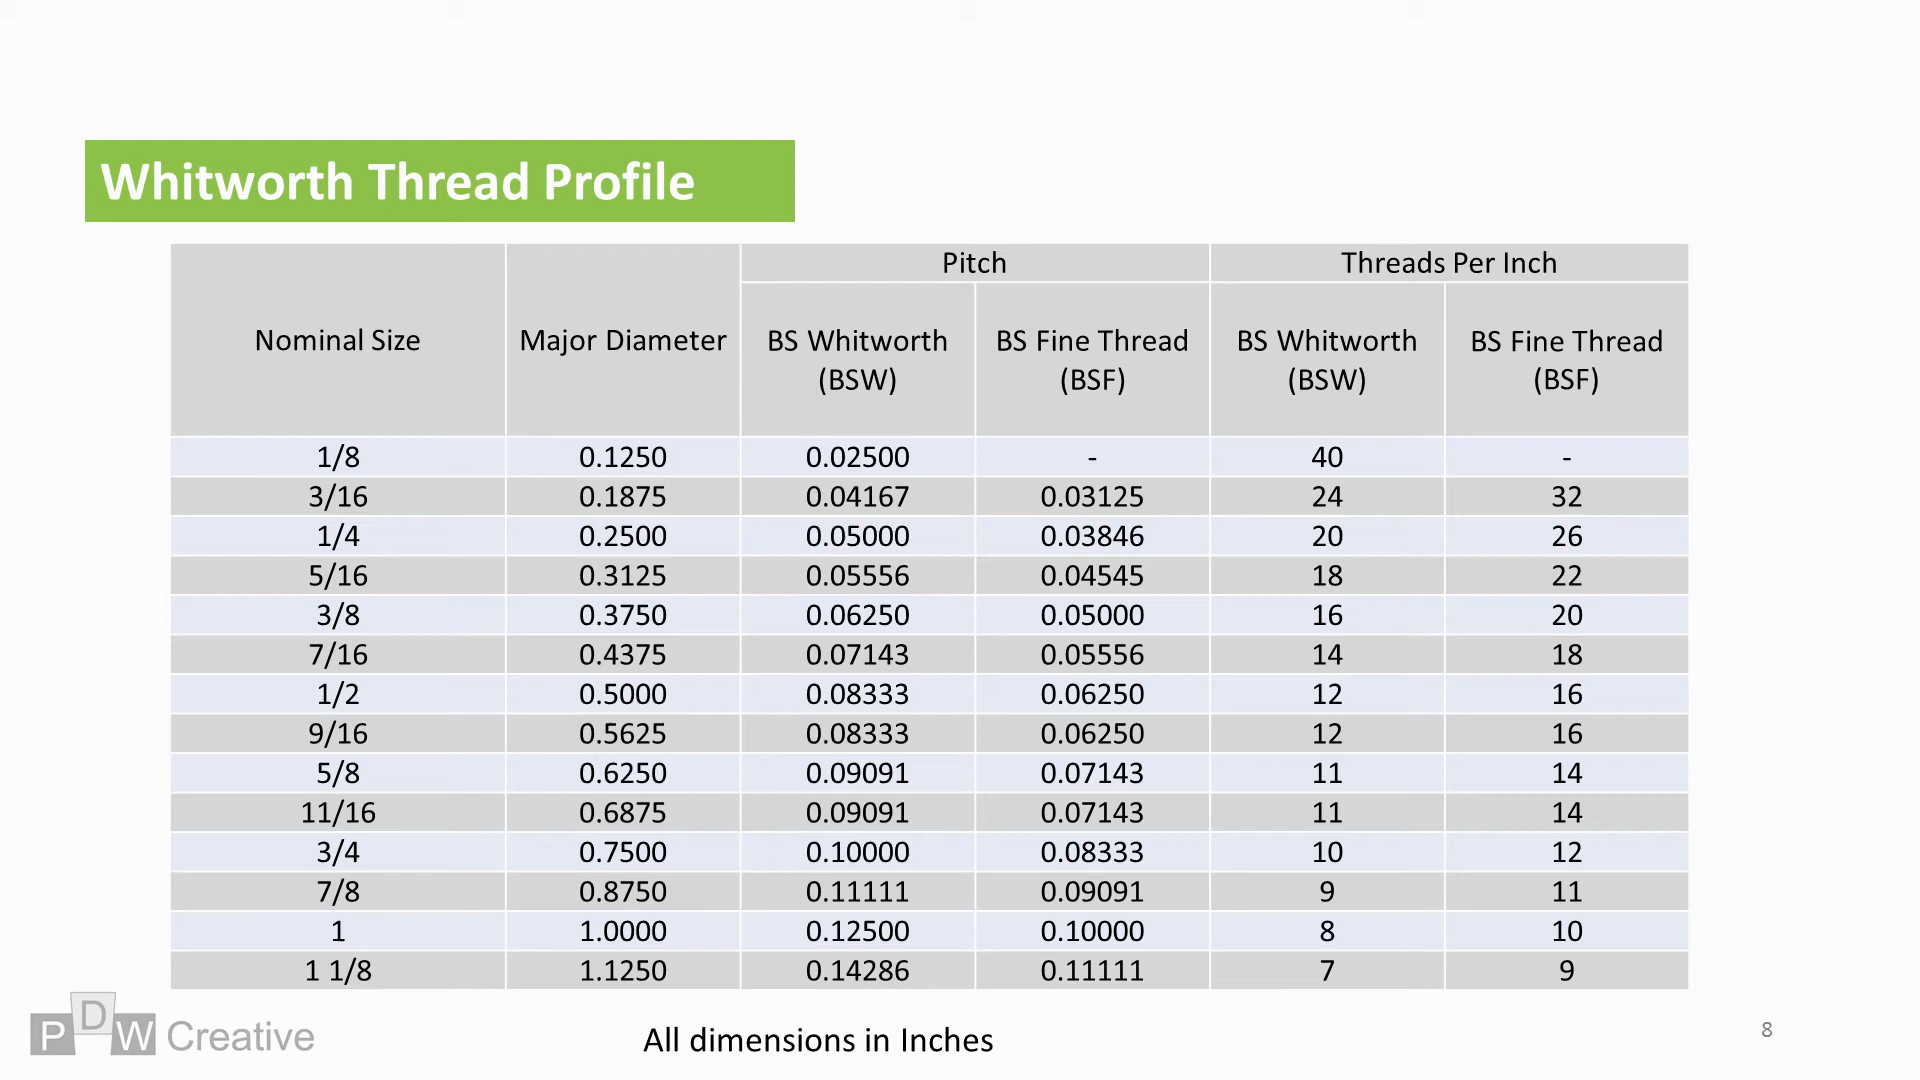 Whitworth Thread Profile
Nominal Size Major Diameter Pitch Threads Per Inch
BS Whitworth (BSW) BS Fine Thread (BSF) BS Whitworth (BSW) BS Fine Thread (BSF)
1/8 0.1250 0.02500 - 40 -
3/16 0.1875 0.04167 0.03125 24 32
1/4 0.2500 0.05000 0.03846 20 26
5/16 0.3125 0.05556 0.04545 18 22
3/8 0.3750 0.06250 0.05000 16 20
7/16 0.4375 0.07143 0.05556 14 18
1/2 0.5000 0.08333 0.06250 12 16
9/16 0.5625 0.08333 0.06250 12 16
5/8 0.6250 0.09091 0.07143 11 14
11/16 0.6875 0.09091 0.07143 11 14
3/4 0.7500 0.10000 0.08333 10 12
7/8 0.8750 0.11111 0.09091 9 11
1 1.0000 0.12500 0.10000 8 10
1 1/8 1.1250 0.14286 0.11111 7 9
PDW Creative
All dimensions in Inches
8